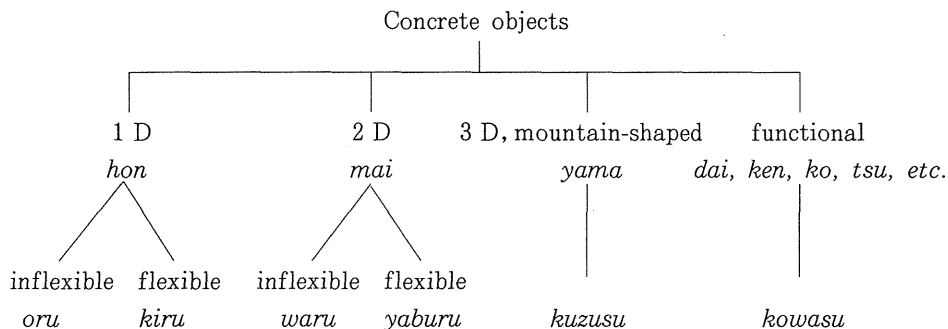 Concrete objects
1 D 2 D 3 D, mountain-shaped functional
hon mai yama dai, ken, ko, tsu, etc.
inflexible flexible inflexible flexible
oru kiru waru yaburu kuzusu kowasu